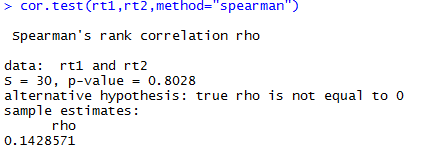 > cor.test(rt1,rt2,method="spearman")
Spearman's rank correlation rho
data:  rt1 and rt2
S = 30, p-value = 0.8028
alternative hypothesis: true rho is not equal to 0
sample estimates:
rho
0.1428571